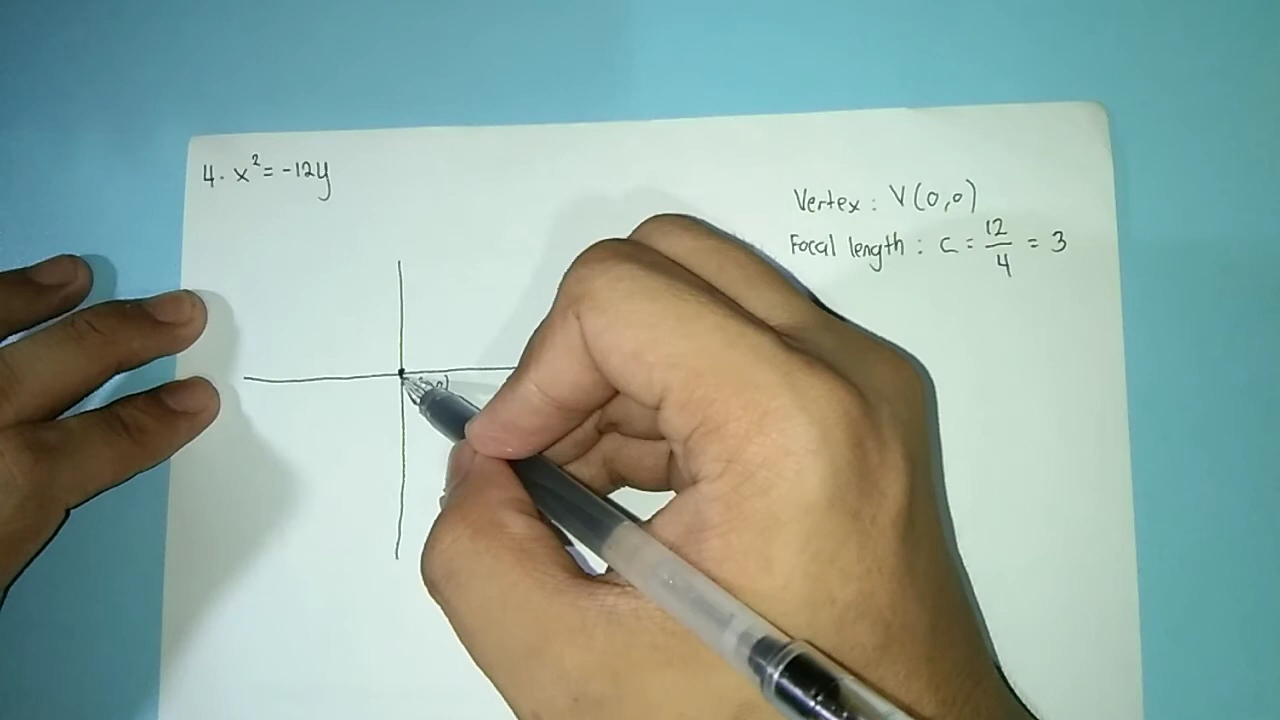 4. x² = -12y
Vertex : V(0,0)
Focal length : c = 12/4 = 3